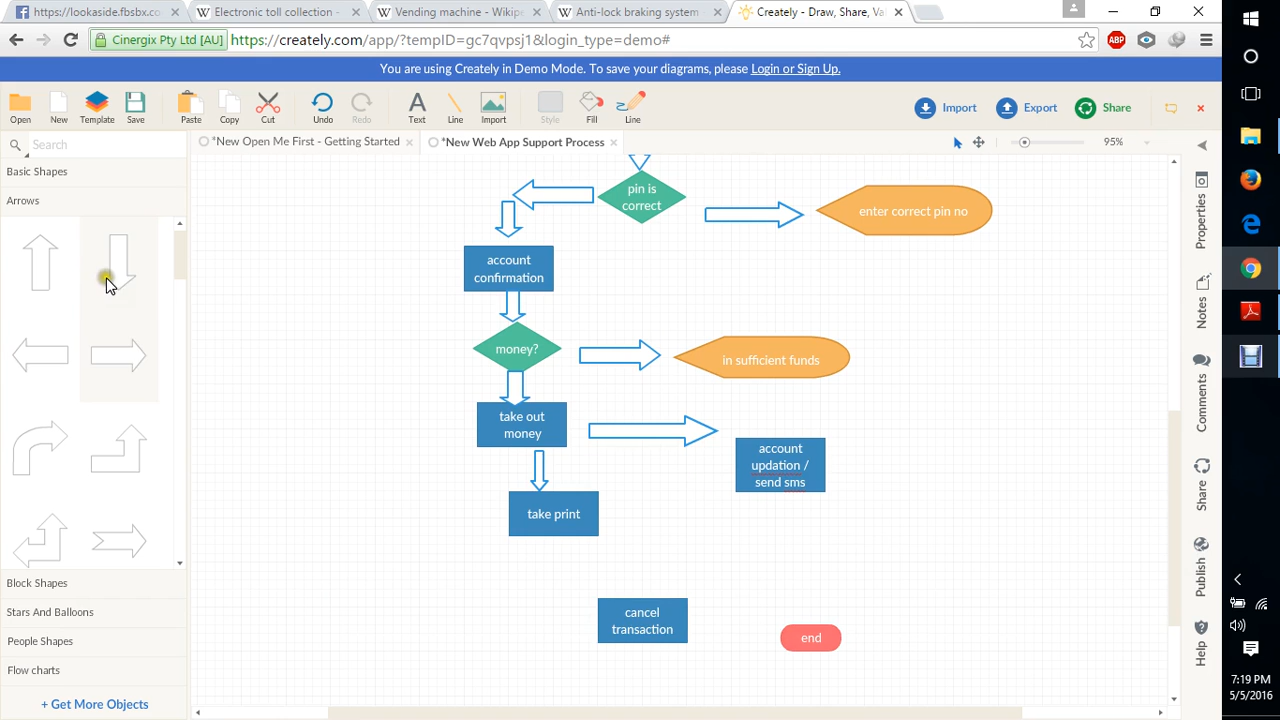 https://lookaside.fbsbx.c
Electronic toll collection -
Vending machine - Wikipe
Anti-lock braking system
Creately - Draw, Share, Va
Cinergix Pty Ltd [AU]
https://creately.com/app/?tempID=gc7qvpsj1&login_type=demo#
ABP
You are using Creately in Demo Mode. To save your diagrams, please Login or Sign Up.
Open
New
Template
Save
Paste
Copy
Cut
Undo
Redo
Text
Line
Import
Style
Fill
Line
Import
Export
Share
Search
*New Open Me First - Getting Started
*New Web App Support Process
95%
Basic Shapes
Arrows
Block Shapes
Stars And Balloons
People Shapes
Flow charts
+ Get More Objects
pin is
correct
enter correct pin no
account
confirmation
money?
in sufficient funds
take out
money
account
updation /
send sms
take print
cancel
transaction
end
Properties
Notes
Comments
Share
Publish
Help
7:19 PM
5/5/2016